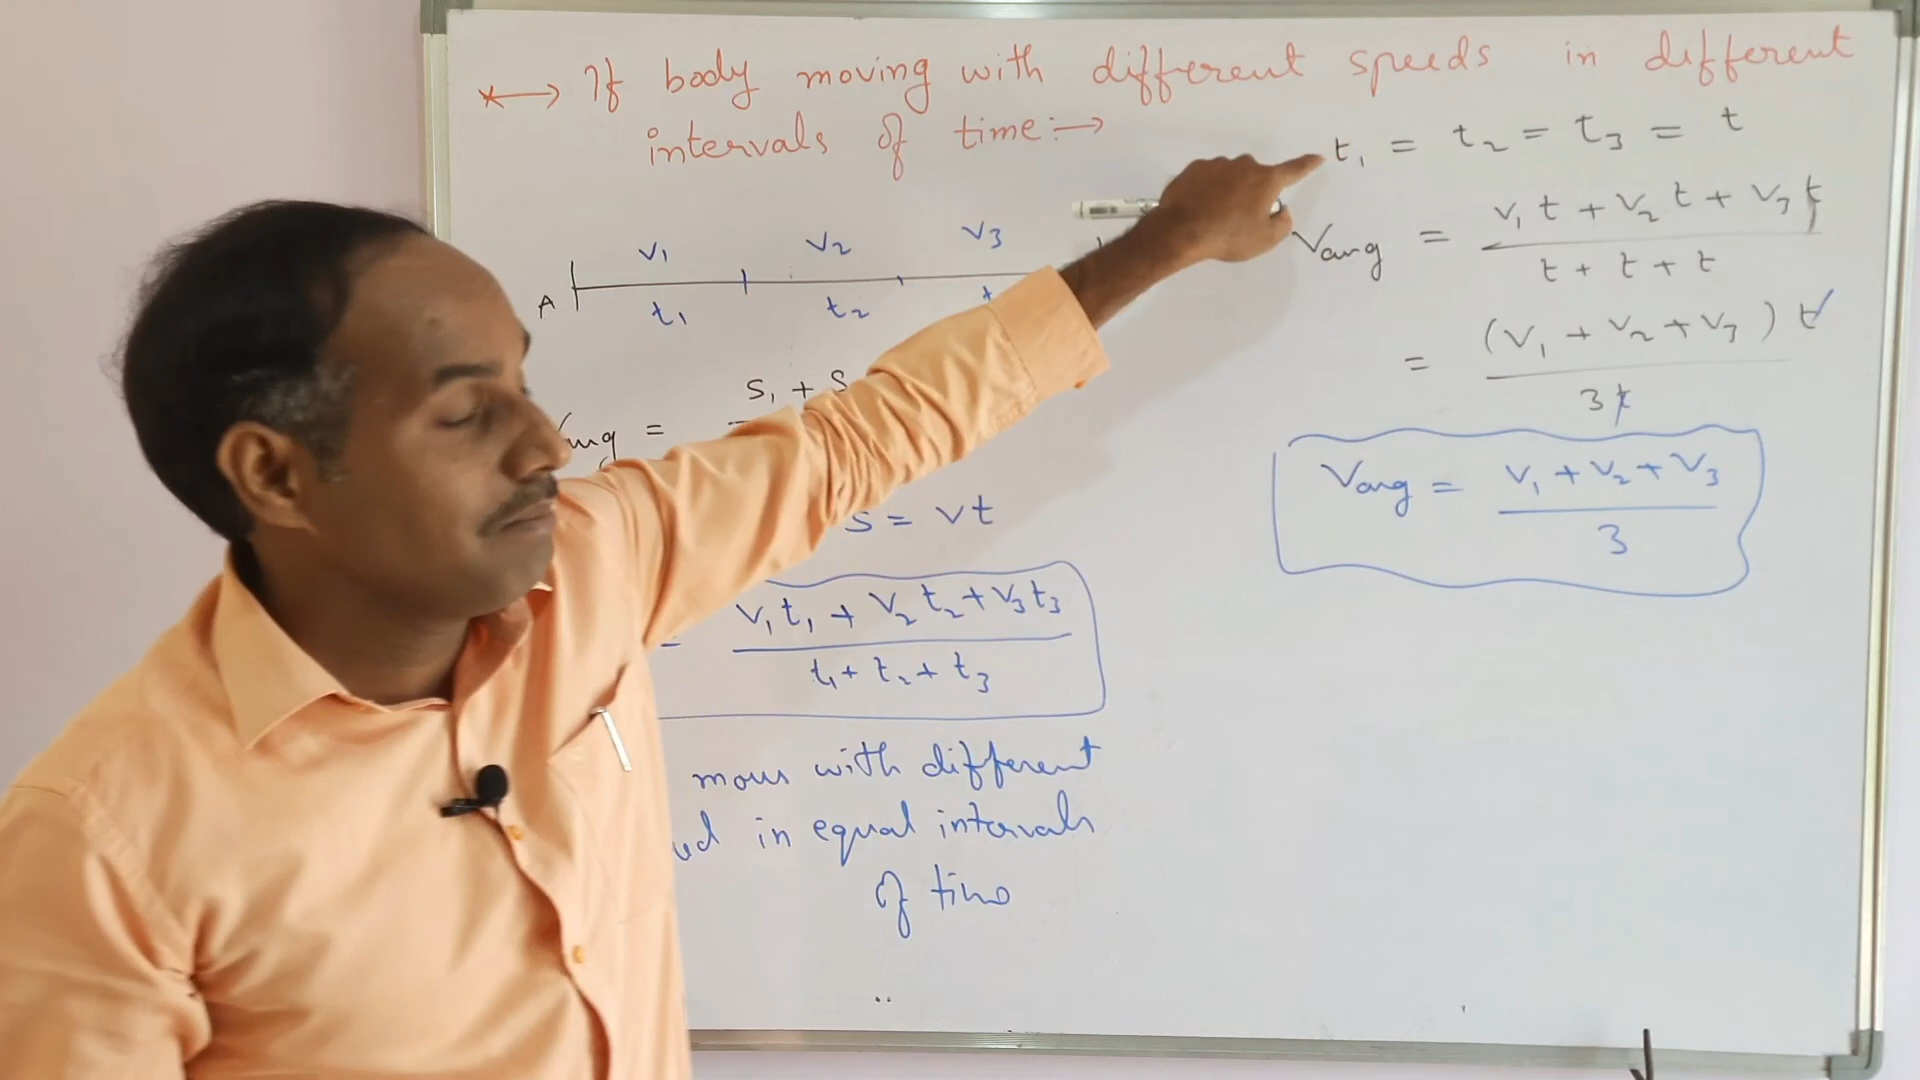 *→ If body moving with different speeds in different
intervals of time:→
V₁ V₂ V₃
A
t₁ t₂ t
S₁ + S
=
S = vt
= V₁t₁ + V₂t₂ + V₃t₃
t₁ + t₂ + t₃
with different
in equal intervals
of time
t₁ = t₂ = t₃ = t
Vavg = V₁t + V₂t + V₃t
t + t + t
= (V₁ + V₂ + V₃) t
3t
Vavg = V₁ + V₂ + V₃
3